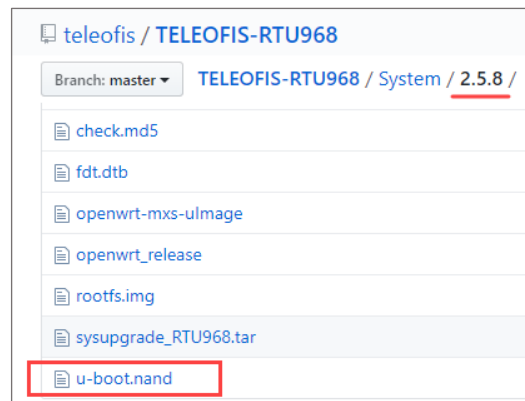 teleofis / TELEOFIS-RTU968
Branch: master TELEOFIS-RTU968 / System / 2.5.8 /
check.md5
fdt.dtb
openwrt-mxs-uImage
openwrt_release
rootfs.img
sysupgrade_RTU968.tar
u-boot.nand